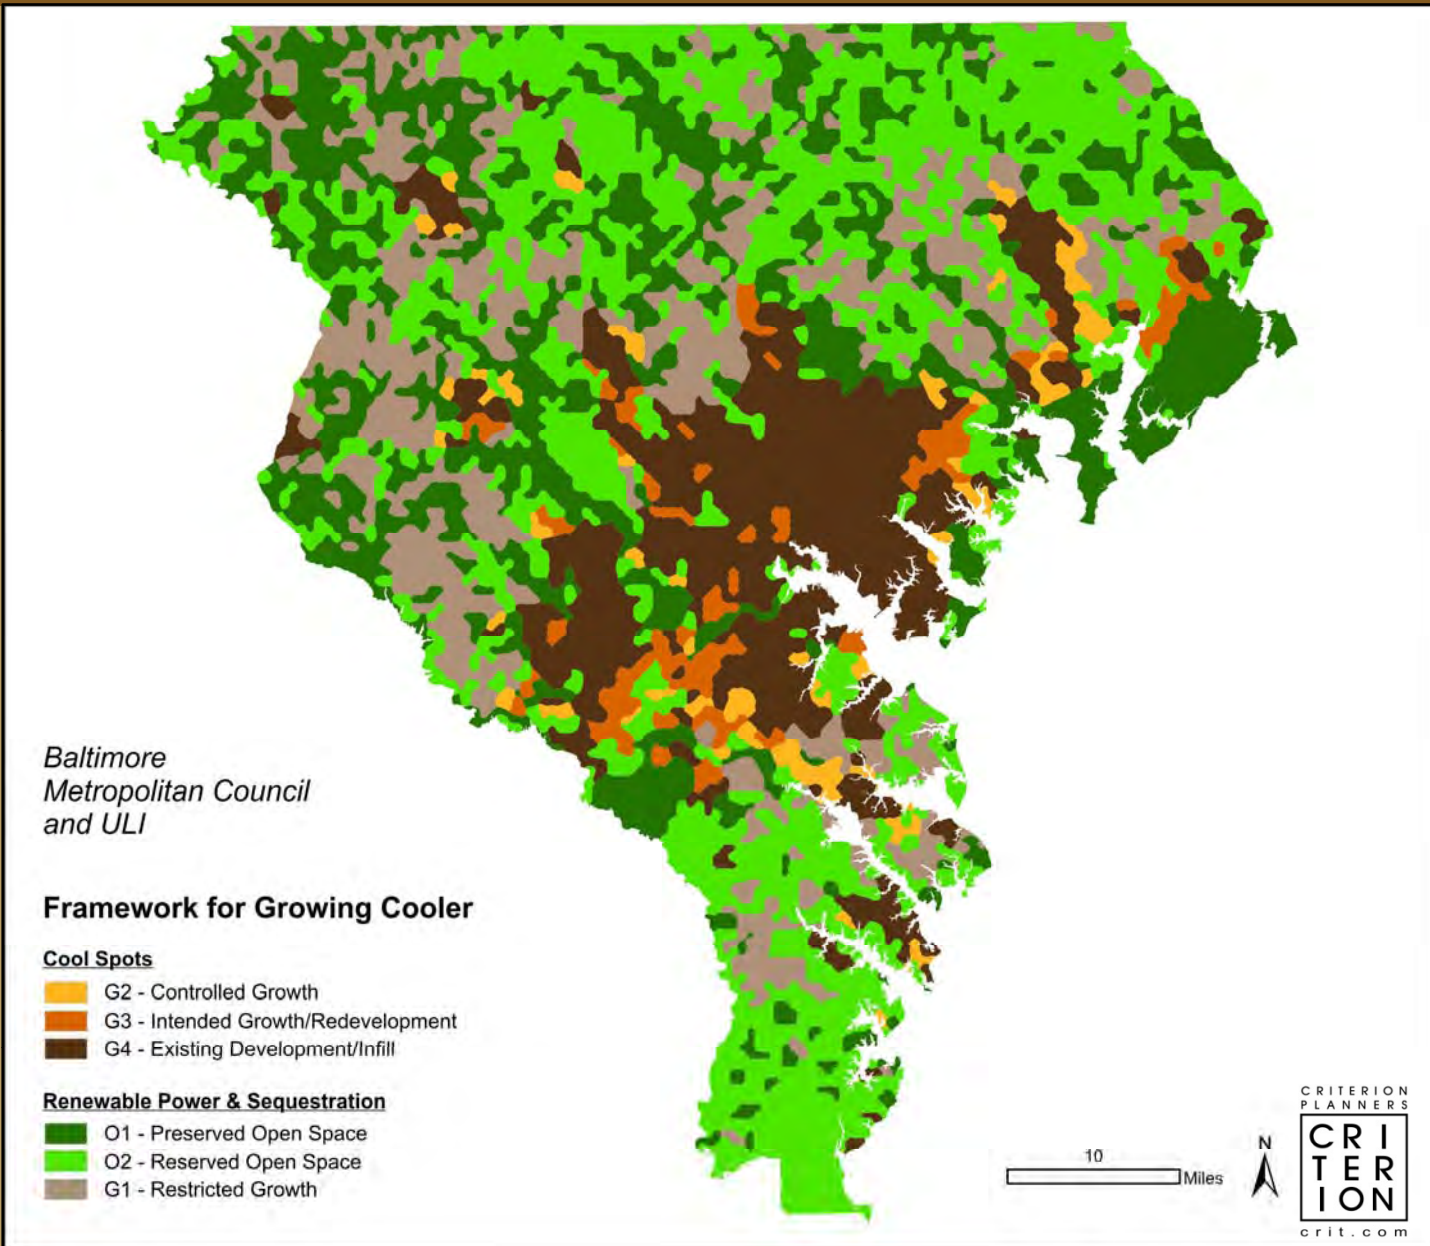 Baltimore
Metropolitan Council
and ULI
Framework for Growing Cooler
Cool Spots
G2 - Controlled Growth
G3 - Intended Growth/Redevelopment
G4 - Existing Development/Infill
Renewable Power & Sequestration
O1 - Preserved Open Space
O2 - Reserved Open Space
G1 - Restricted Growth
10
Miles
N
CRITERION
PLANNERS
CRI
TER
ION
crit.com